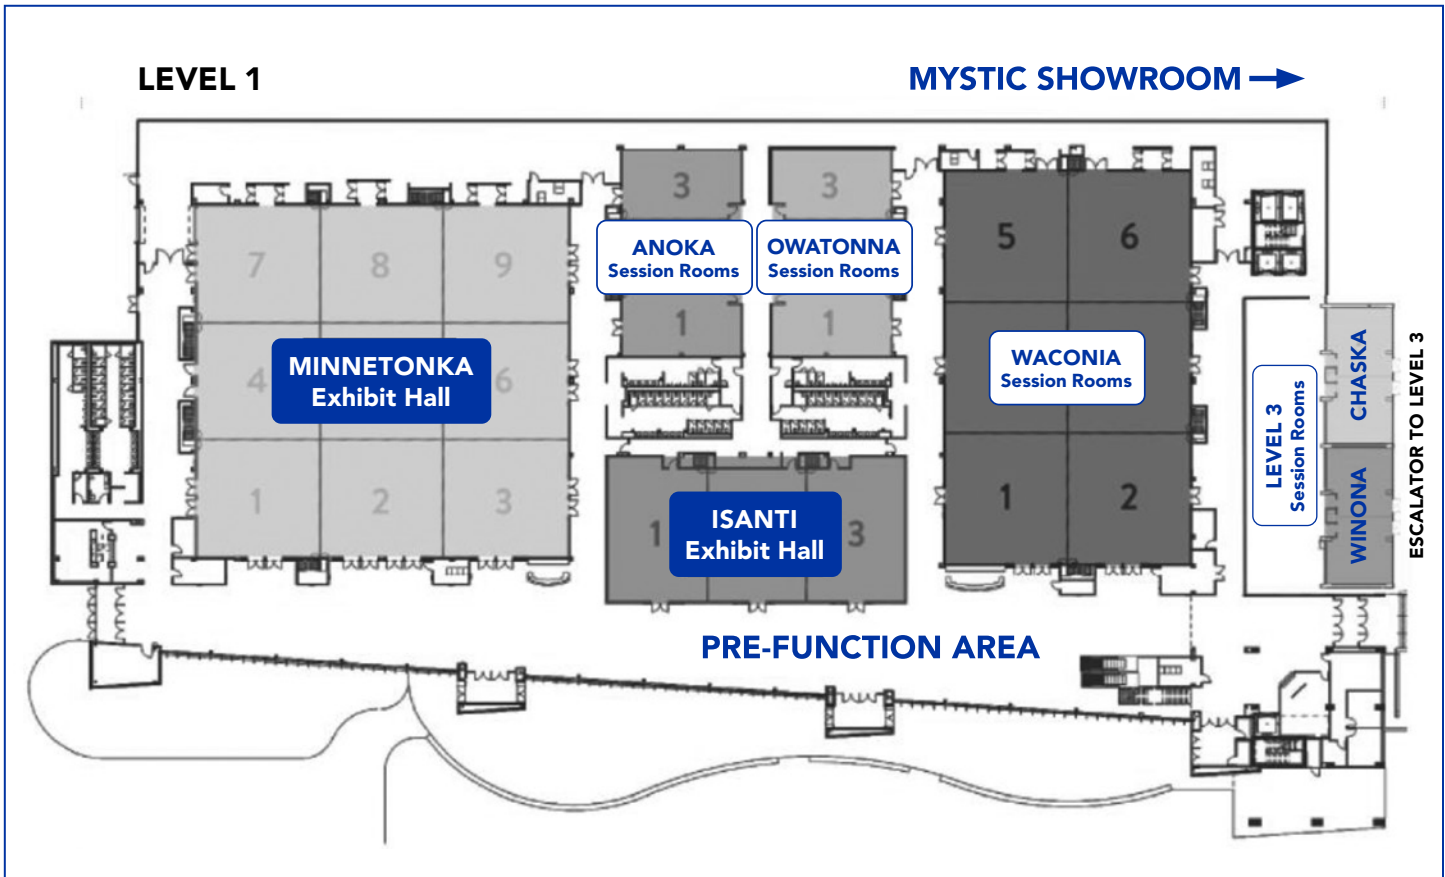 LEVEL 1
MYSTIC SHOWROOM
3
3
ANOKA
Session Rooms
OWATONNA
Session Rooms
1
1
7
8
9
4
6
MINNETONKA
Exhibit Hall
1
2
3
5
6
WACONIA
Session Rooms
1
2
1
3
ISANTI
Exhibit Hall
LEVEL 3
Session Rooms
CHASKA
WINONA
ESCALATOR TO LEVEL 3
PRE-FUNCTION AREA